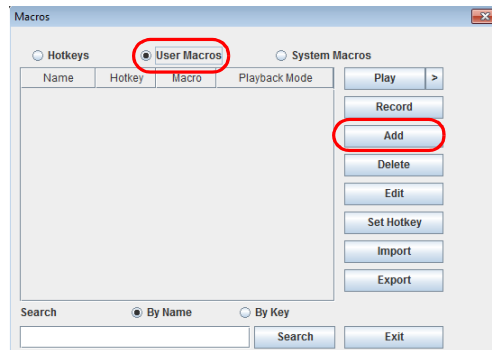 Macros
Hotkeys User Macros System Macros
Name Hotkey Macro Playback Mode Play >
Record
Add
Delete
Edit
Set Hotkey
Import
Export
Search By Name By Key
Search Exit